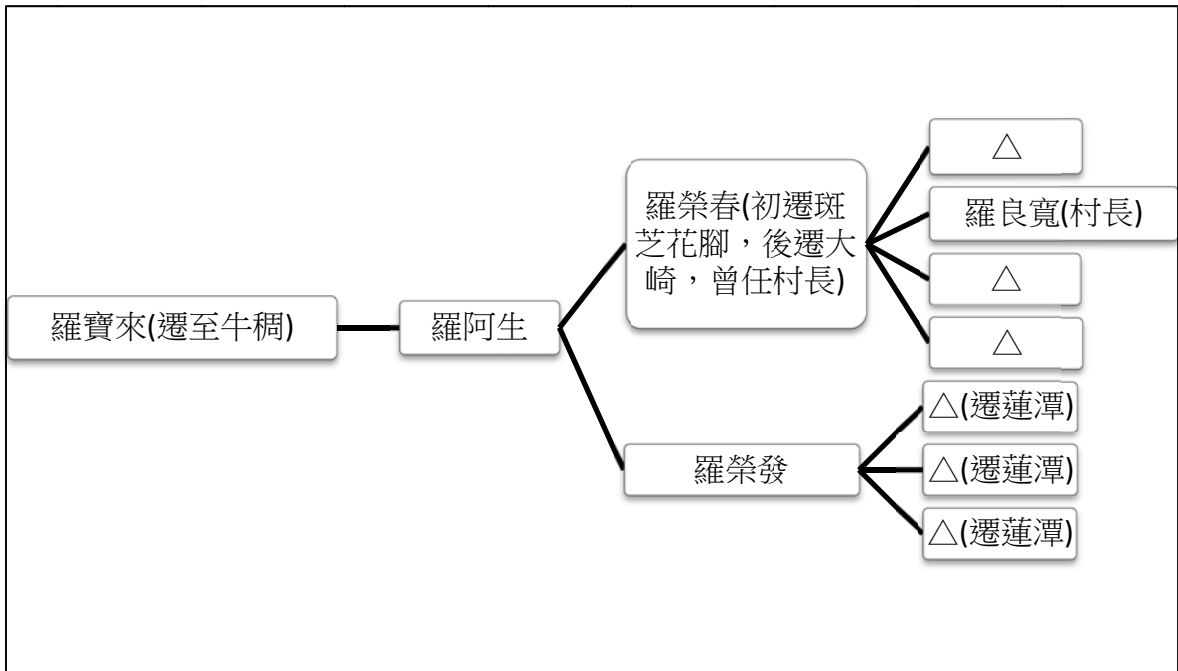 羅寶來(遷至牛稠)
羅阿生
羅榮春(初遷斑
芝花腳，後遷大
崎，曾任村長)
△
羅良寬(村長)
△
△
羅榮發
△(遷蓮潭)
△(遷蓮潭)
△(遷蓮潭)